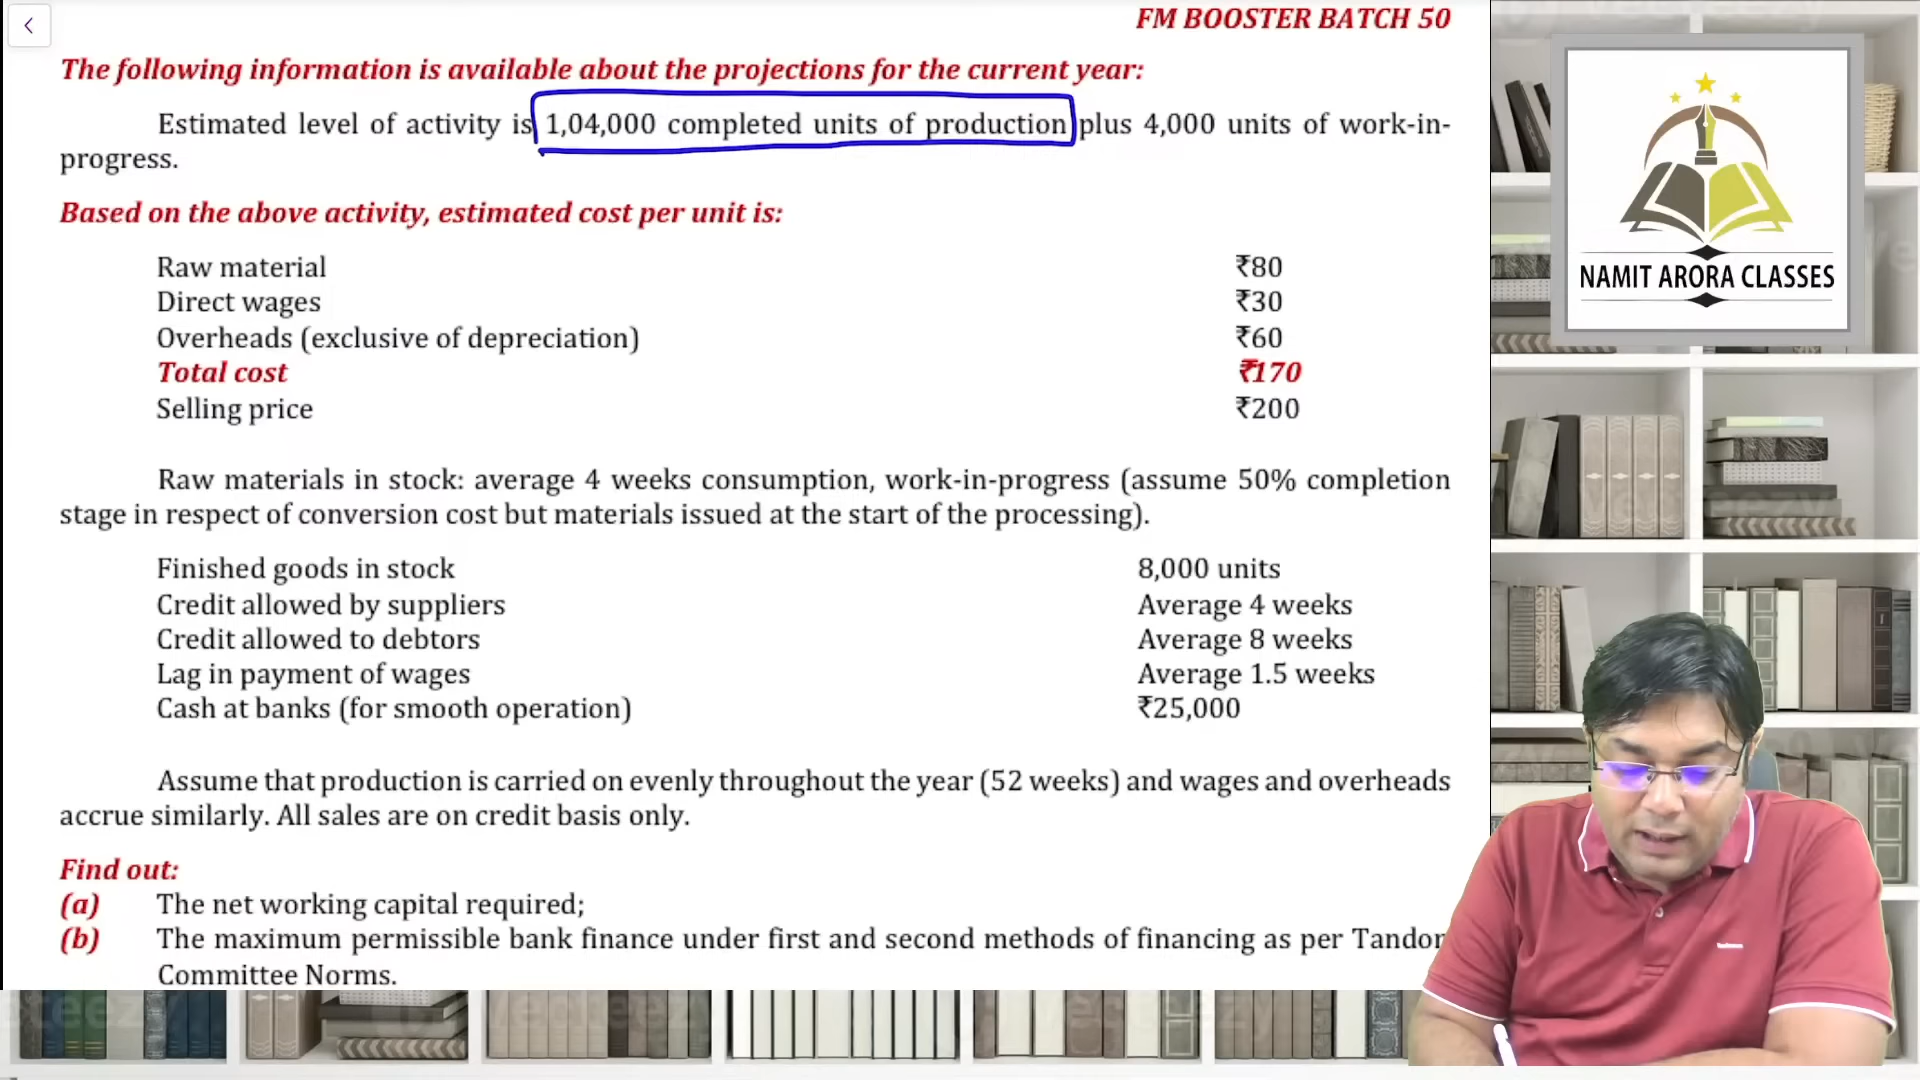 FM BOOSTER BATCH 50
The following information is available about the projections for the current year:
Estimated level of activity is 1,04,000 completed units of production plus 4,000 units of work-in-
progress.
Based on the above activity, estimated cost per unit is:
Raw material ₹80
Direct wages ₹30
Overheads (exclusive of depreciation) ₹60
Total cost ₹170
Selling price ₹200
Raw materials in stock: average 4 weeks consumption, work-in-progress (assume 50% completion
stage in respect of conversion cost but materials issued at the start of the processing).
Finished goods in stock 8,000 units
Credit allowed by suppliers Average 4 weeks
Credit allowed to debtors Average 8 weeks
Lag in payment of wages Average 1.5 weeks
Cash at banks (for smooth operation) ₹25,000
Assume that production is carried on evenly throughout the year (52 weeks) and wages and overheads
accrue similarly. All sales are on credit basis only.
Find out:
(a) The net working capital required;
(b) The maximum permissible bank finance under first and second methods of financing as per Tandon
Committee Norms.
NAMIT ARORA CLASSES